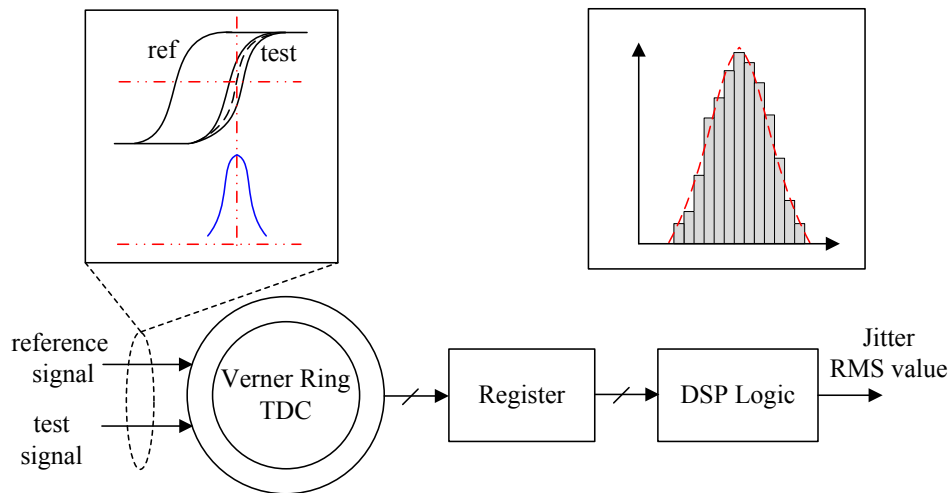 ref
test
reference
signal
test
signal
Verner Ring
TDC
Register
DSP Logic
Jitter
RMS value